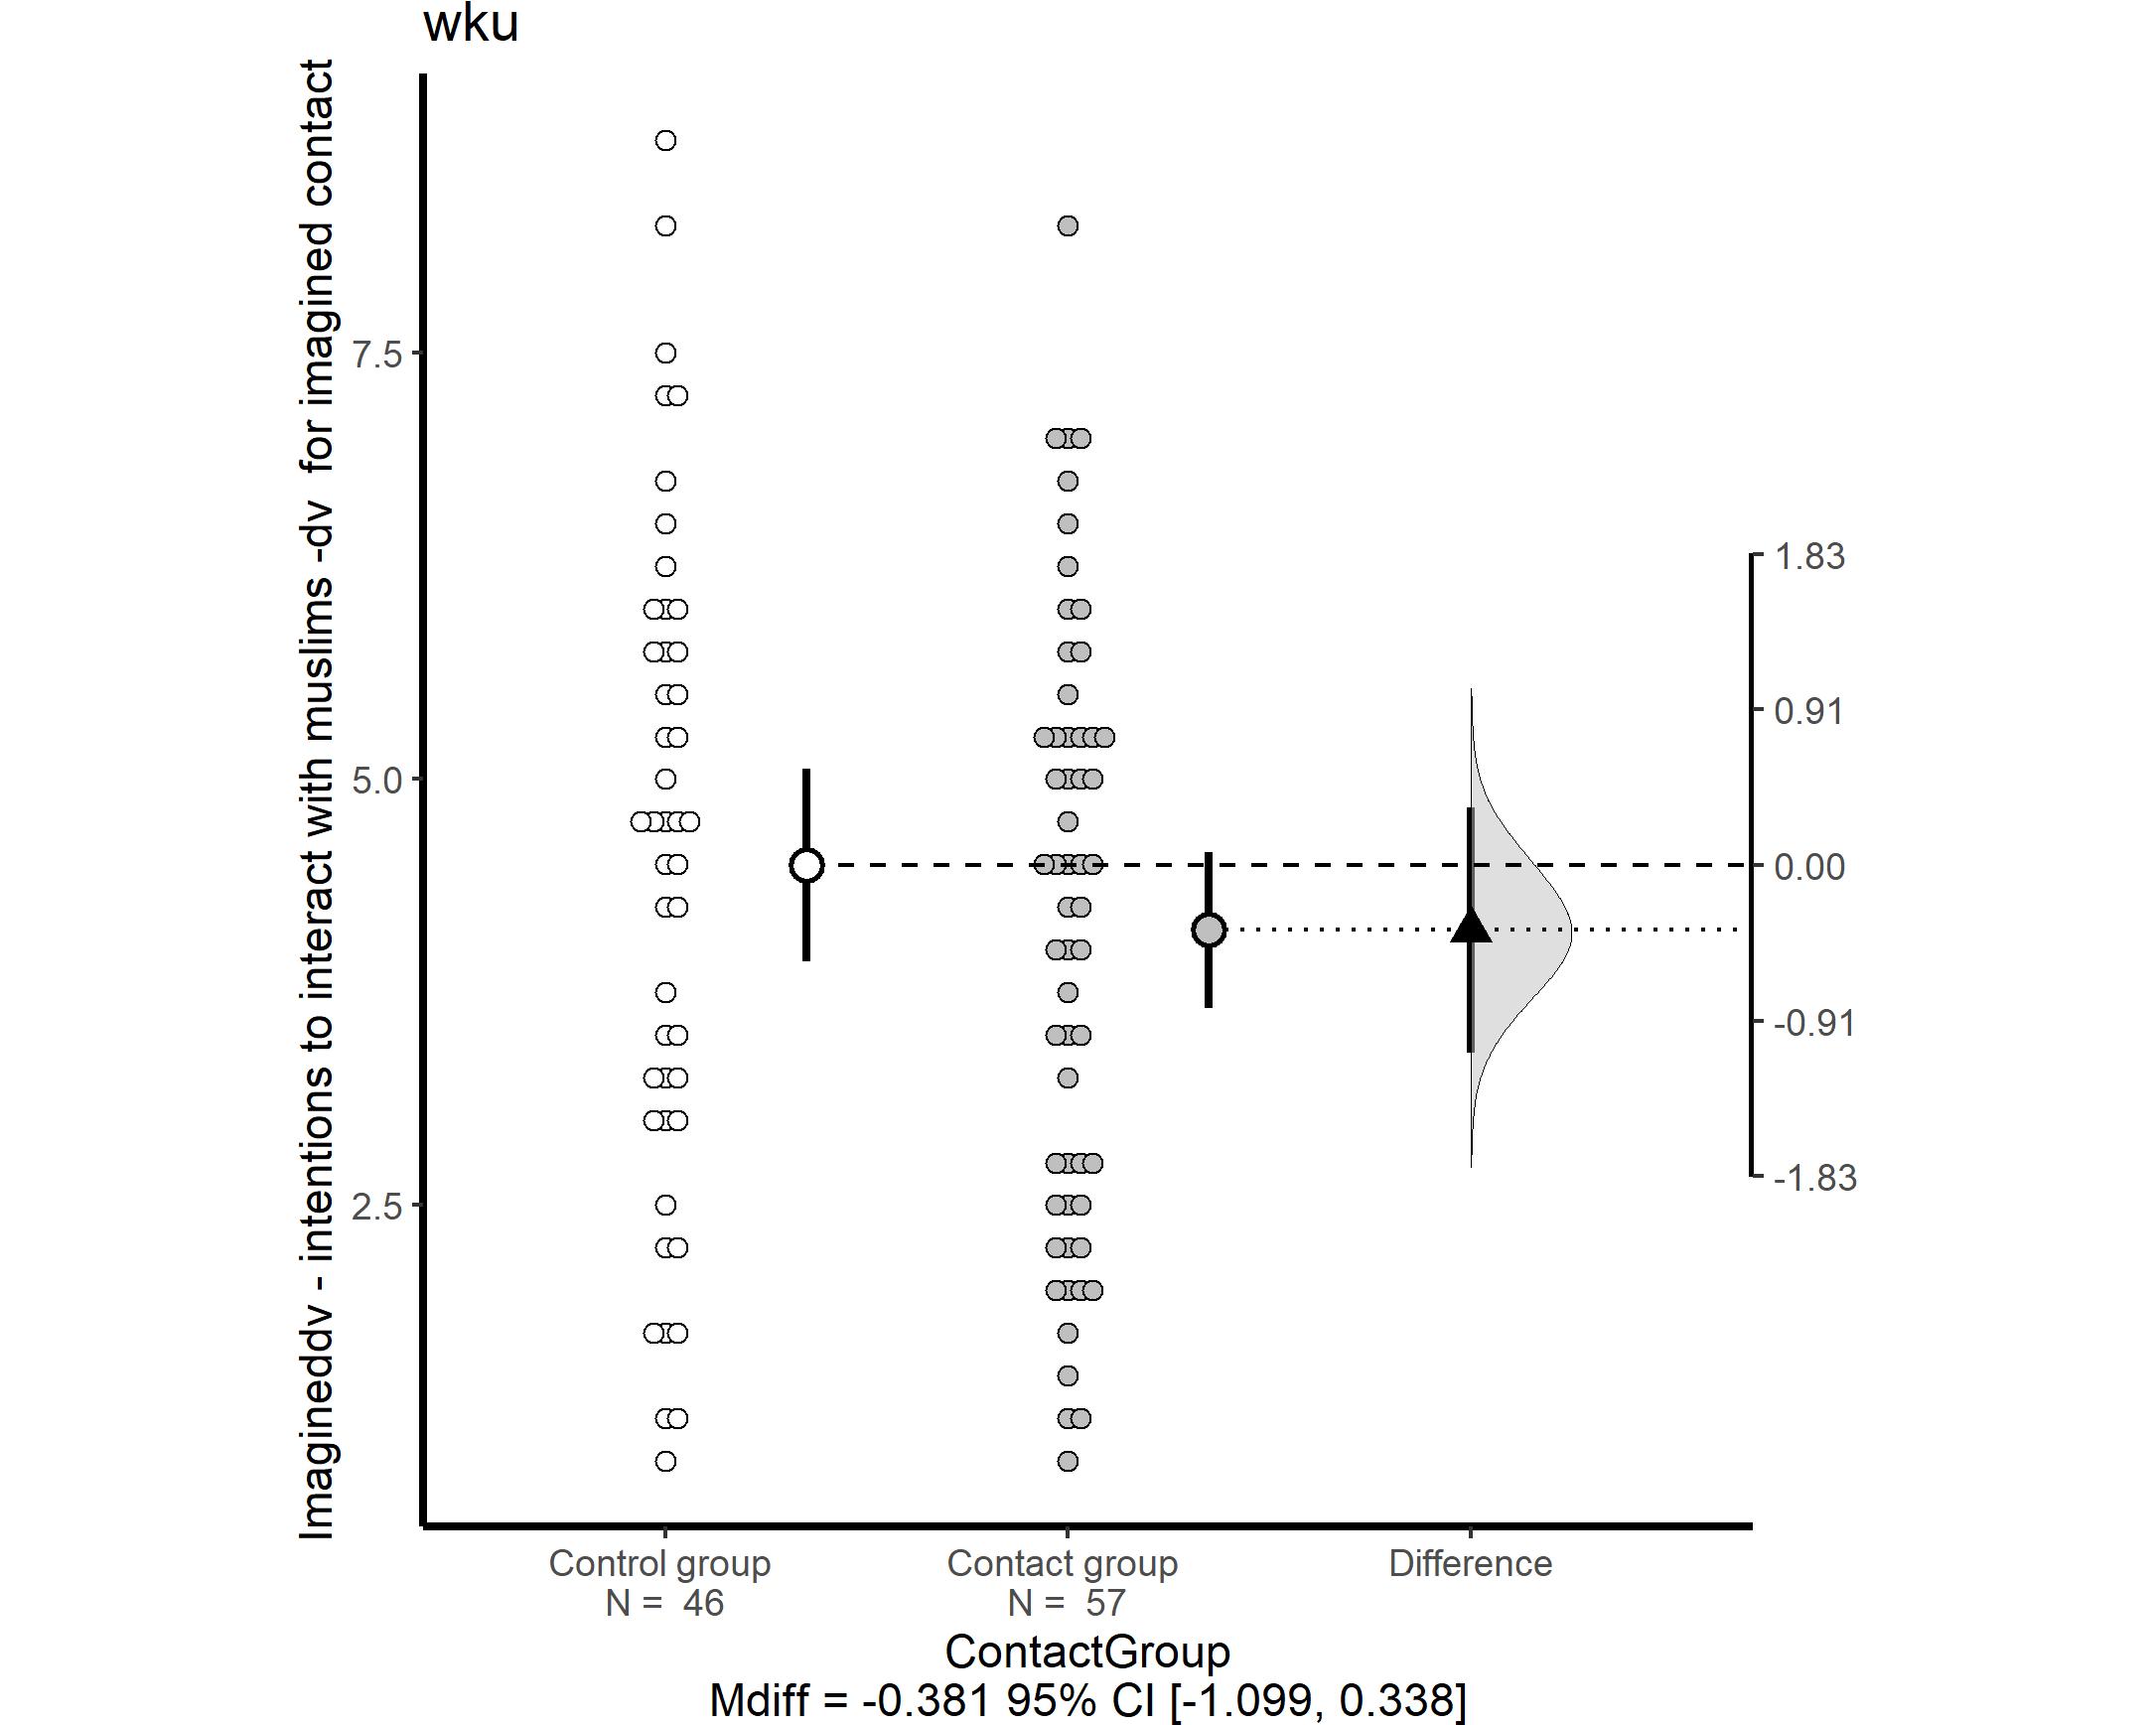 wku
Imagineddv - intentions to interact with muslims -dv  for imagined contact
7.5
5.0
2.5
1.83
0.91
0.00
-0.91
-1.83
Control group
N =  46
Contact group
N =  57
Difference
ContactGroup
Mdiff = -0.381 95% CI [-1.099, 0.338]